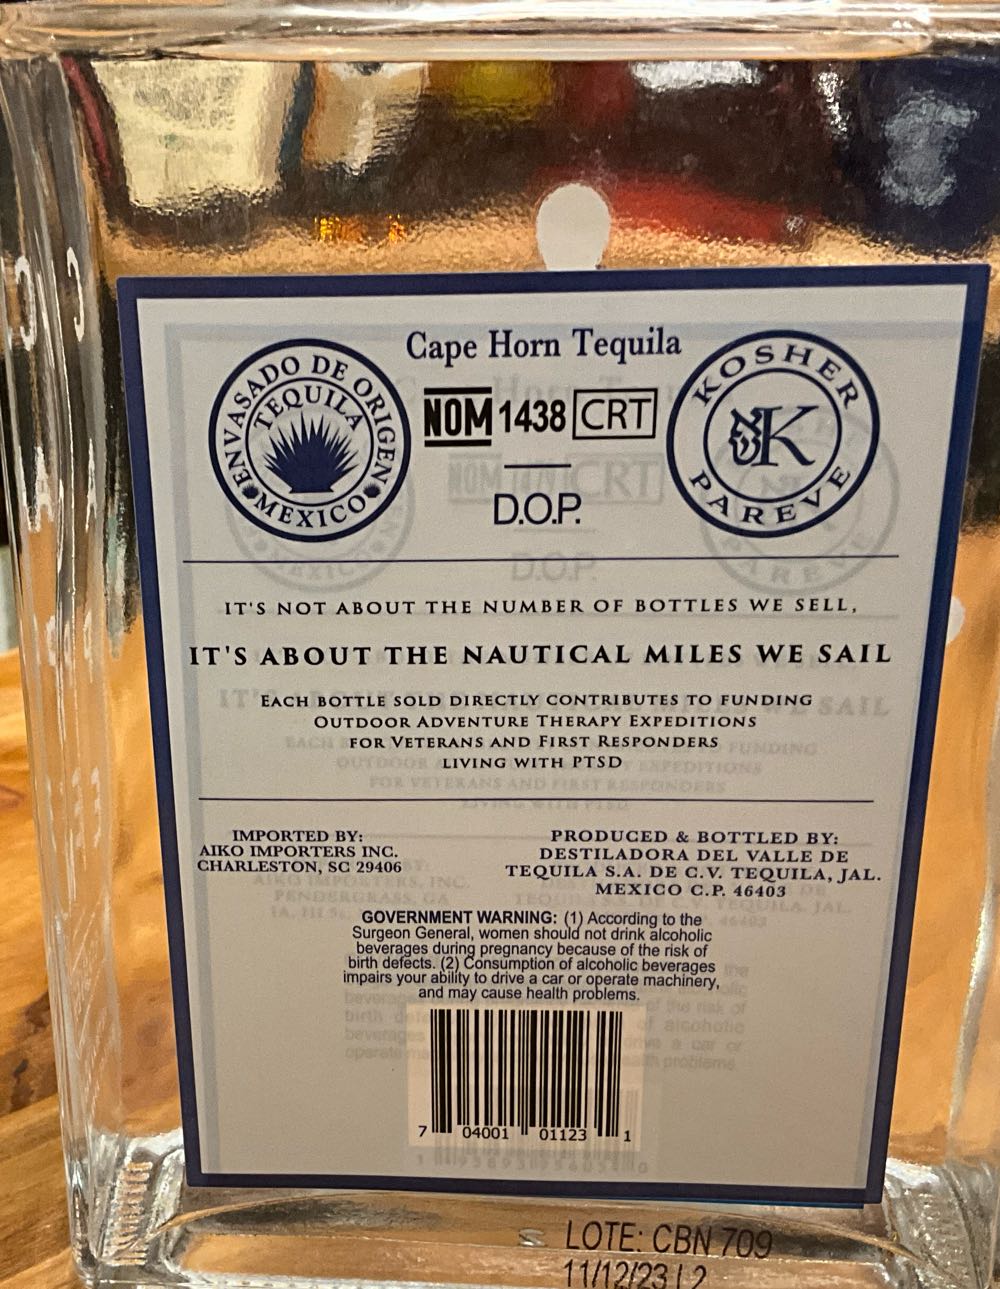 Cape Horn Tequila
ENVASADO DE ORIGEN
TEQUILA
MEXICO
NOM 1438 CRT
D.O.P.
KOSHER
K
PAREVE
IT'S NOT ABOUT THE NUMBER OF BOTTLES WE SELL,
IT'S ABOUT THE NAUTICAL MILES WE SAIL
EACH BOTTLE SOLD DIRECTLY CONTRIBUTES TO FUNDING
OUTDOOR ADVENTURE THERAPY EXPEDITIONS
FOR VETERANS AND FIRST RESPONDERS
LIVING WITH PTSD
IMPORTED BY:
AIKO IMPORTERS INC.
CHARLESTON, SC 29406
PRODUCED & BOTTLED BY:
DESTILADORA DEL VALLE DE
TEQUILA S.A. DE C.V. TEQUILA, JAL.
MEXICO C.P. 46403
GOVERNMENT WARNING: (1) According to the
Surgeon General, women should not drink alcoholic
beverages during pregnancy because of the risk of
birth defects. (2) Consumption of alcoholic beverages
impairs your ability to drive a car or operate machinery,
and may cause health problems.
7 04001 01123 1
LOTE: CBN 709
11/12/23 L2